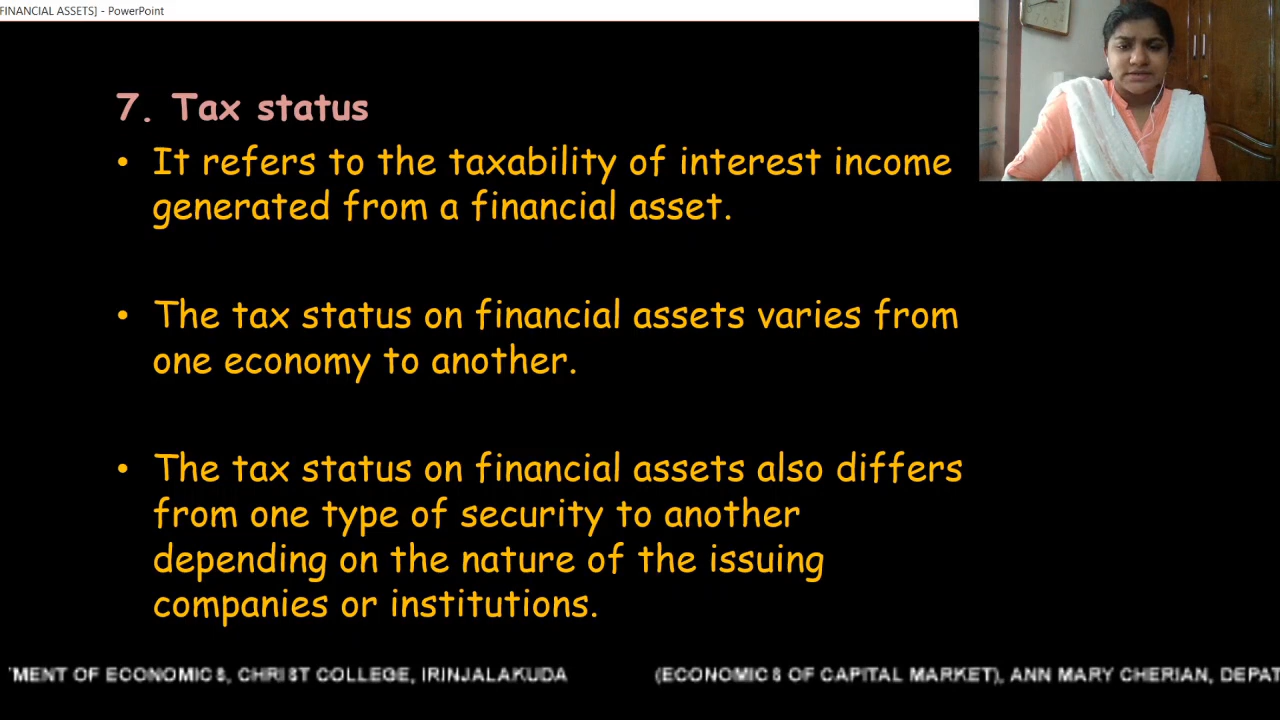 FINANCIAL ASSETS] - PowerPoint
7. Tax status
• It refers to the taxability of interest income
generated from a financial asset.
• The tax status on financial assets varies from
one economy to another.
• The tax status on financial assets also differs
from one type of security to another
depending on the nature of the issuing
companies or institutions.
MENT OF ECONOMICS, CHRIST COLLEGE, IRINJALAKUDA (ECONOMICS OF CAPITAL MARKET), ANN MARY CHERIAN, DEPAT